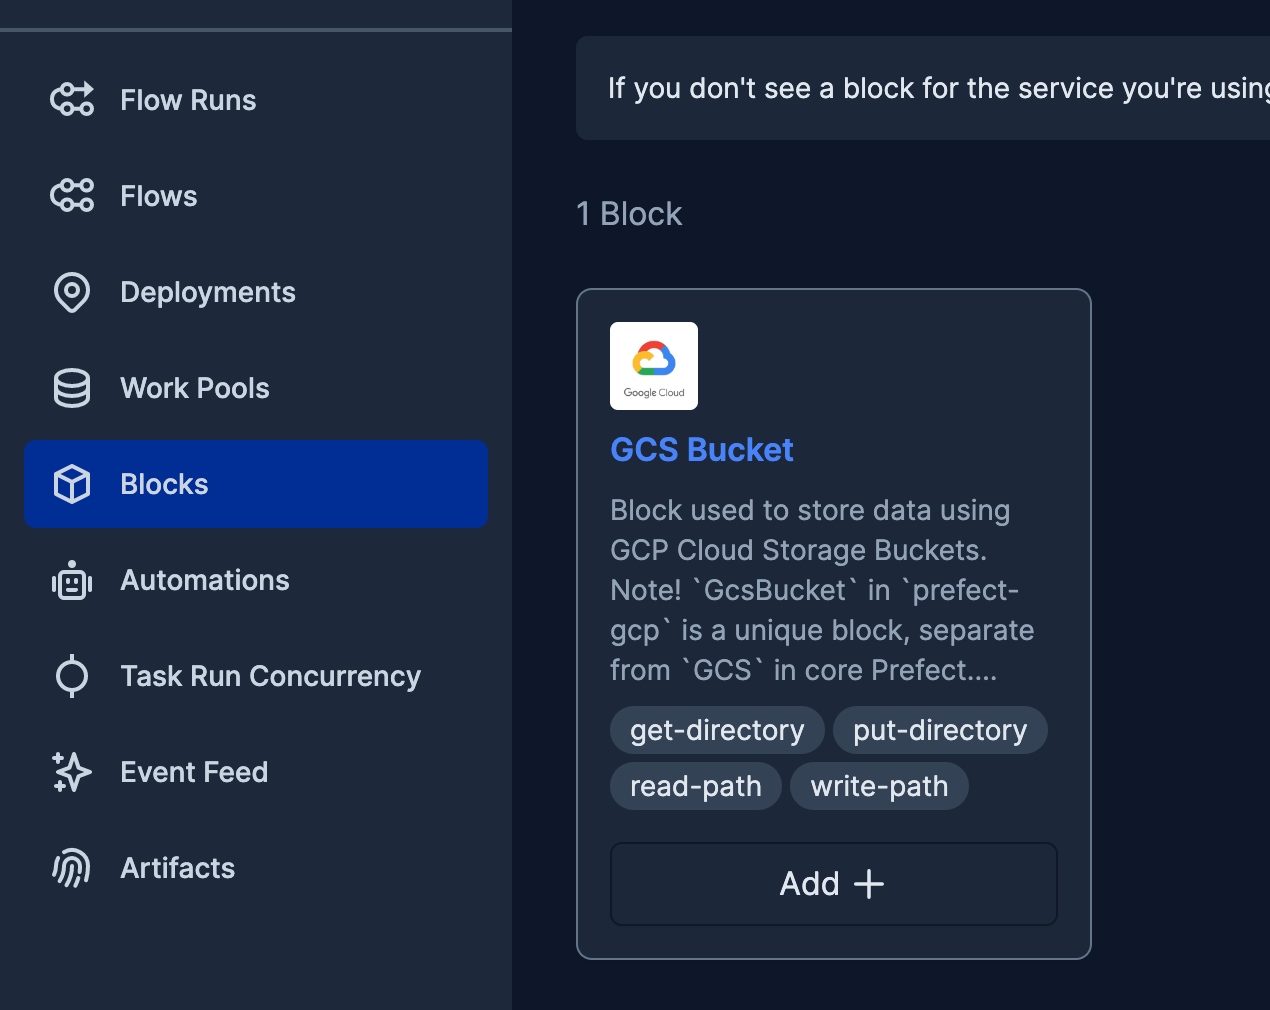 Flow Runs
Flows
Deployments
Work Pools
Blocks
Automations
Task Run Concurrency
Event Feed
Artifacts
If you don't see a block for the service you're using
1 Block
Google Cloud
GCS Bucket
Block used to store data using
GCP Cloud Storage Buckets.
Note! `GcsBucket` in `prefect-
gcp` is a unique block, separate
from `GCS` in core Prefect....
get-directory put-directory
read-path write-path
Add +